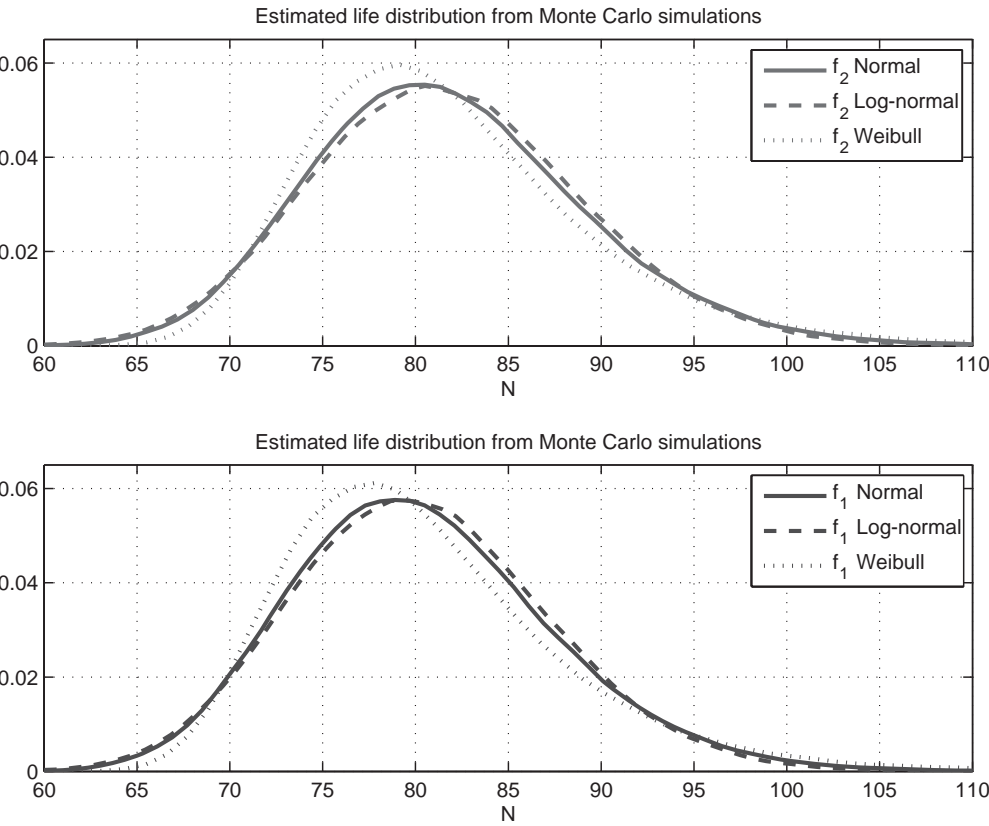 Estimated life distribution from Monte Carlo simulations
0.06
0.04
0.02
0
f2 Normal
f2 Log-normal
f2 Weibull
60 65 70 75 80 85 90 95 100 105 110
N
Estimated life distribution from Monte Carlo simulations
0.06
0.04
0.02
0
f1 Normal
f1 Log-normal
f1 Weibull
60 65 70 75 80 85 90 95 100 105 110
N